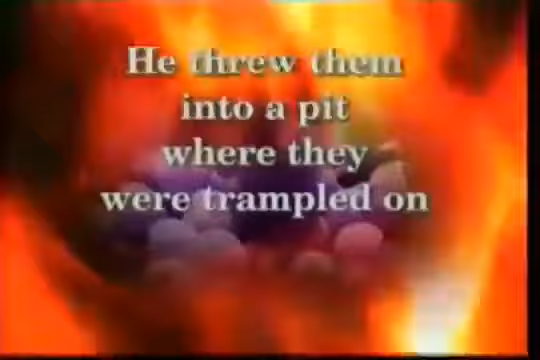 He threw them
into a pit
where they
were trampled on